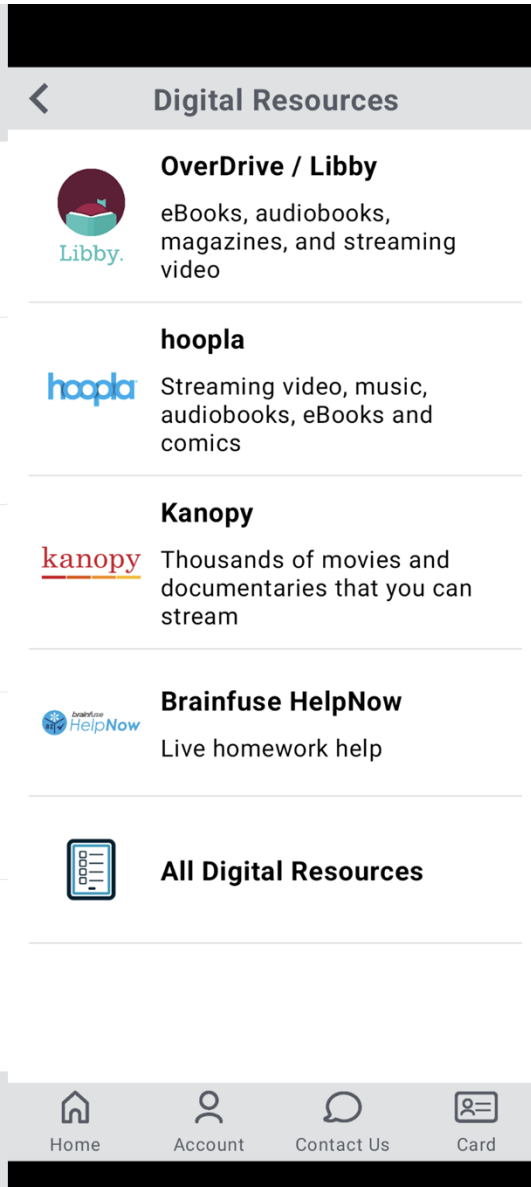 Digital Resources
OverDrive / Libby
eBooks, audiobooks,
magazines, and streaming
video
Libby.
hoopla
hoopla
Streaming video, music,
audiobooks, eBooks and
comics
Kanopy
kanopy
Thousands of movies and
documentaries that you can
stream
Brainfuse HelpNow
brainfuse
HelpNow
Live homework help
All Digital Resources
Home
Account
Contact Us
Card